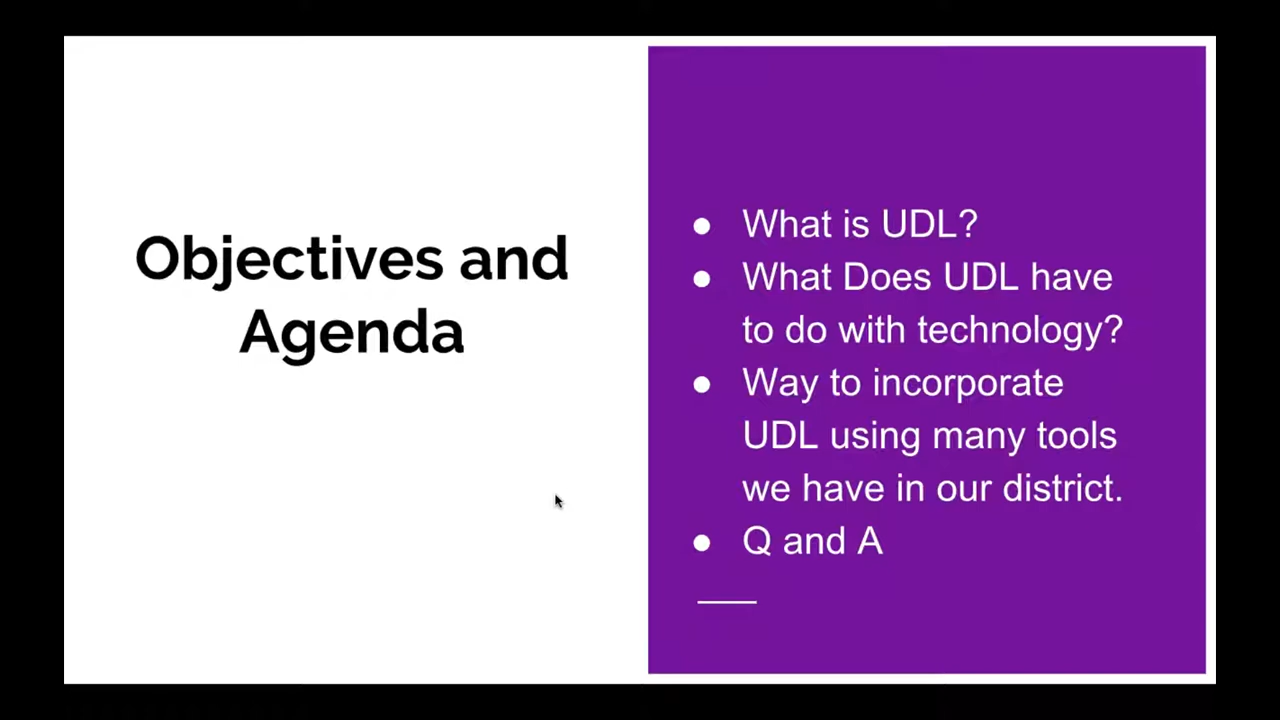 Objectives and
Agenda
● What is UDL?
● What Does UDL have
to do with technology?
● Way to incorporate
UDL using many tools
we have in our district.
● Q and A